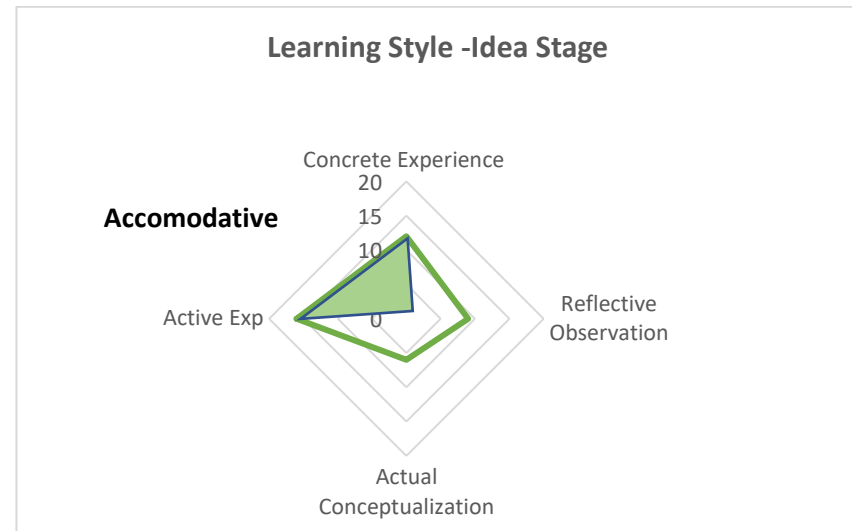 Learning Style -Idea Stage
Concrete Experience
20
15
10
0
Accomodative
Active Exp
Reflective
Observation
Actual
Conceptualization